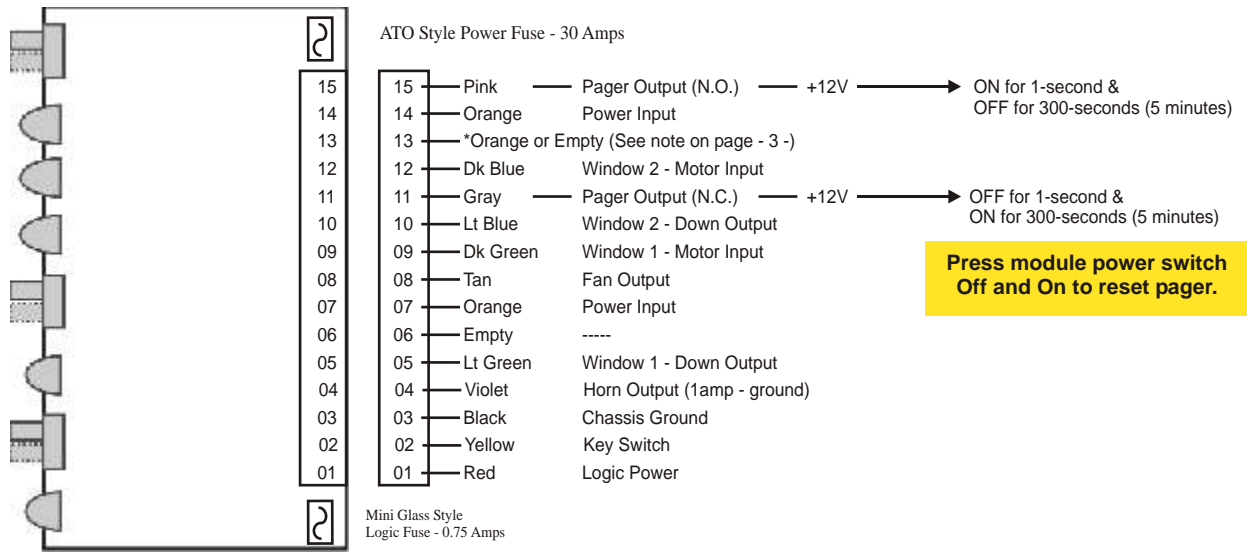 ATO Style Power Fuse - 30 Amps
15 15 Pink Pager Output (N.O.) +12V ON for 1-second &
OFF for 300-seconds (5 minutes)
14 14 Orange Power Input
13 13 *Orange or Empty (See note on page - 3 -)
12 12 Dk Blue Window 2 - Motor Input
11 11 Gray Pager Output (N.C.) +12V OFF for 1-second &
ON for 300-seconds (5 minutes)
10 10 Lt Blue Window 2 - Down Output
09 09 Dk Green Window 1 - Motor Input
08 08 Tan Fan Output
07 07 Orange Power Input
06 06 Empty -----
05 05 Lt Green Window 1 - Down Output
04 04 Violet Horn Output (1amp - ground)
03 03 Black Chassis Ground
02 02 Yellow Key Switch
01 01 Red Logic Power
Press module power switch
Off and On to reset pager.
Mini Glass Style
Logic Fuse - 0.75 Amps